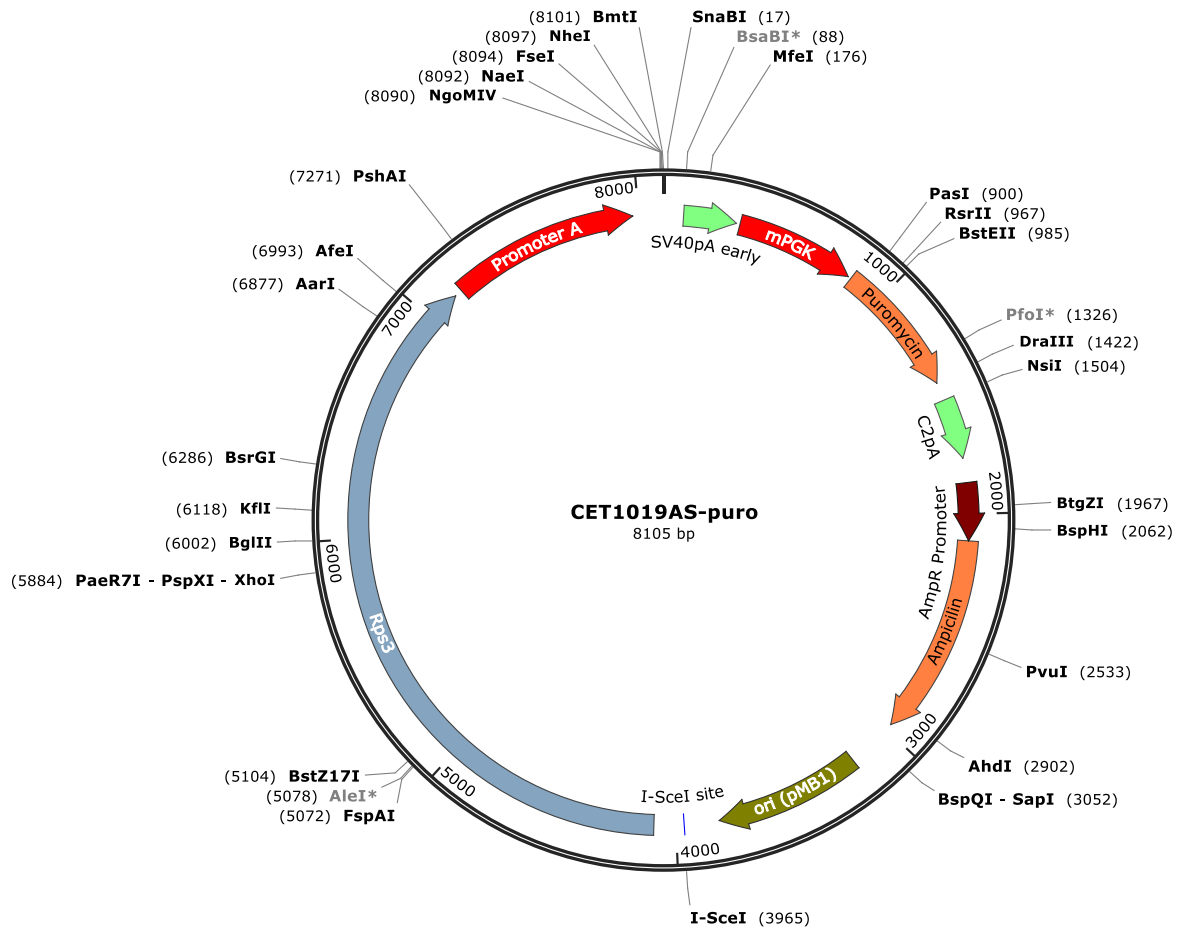 (8101) BmtI
(8097) NheI
(8094) FseI
(8092) NaeI
(8090) NgoMIV
SnaBI (17)
BsaBI* (88)
MfeI (176)
(7271) PshAI
(6993) AfeI
(6877) AarI
PasI (900)
RsrII (967)
BstEII (985)
PfoI* (1326)
DraIII (1422)
NsiI (1504)
8000
1000
7000
Promoter A
SV40pA early
mPGK
Puromycin
C2pA
2000
(6286) BsrGI
(6118) KflI
(6002) BglII
(5884) PaeR7I - PspXI - XhoI
6000
CET1019AS-puro
8105 bp
BtgZI (1967)
BspHI (2062)
AmpR Promoter
Ampicilin
Rps3
PvuI (2533)
3000
AhdI (2902)
BspQI - SapI (3052)
(5104) BstZ17I
(5078) AleI*
(5072) FspAI
5000
I-SceI site
ori (pMB1)
4000
I-SceI (3965)